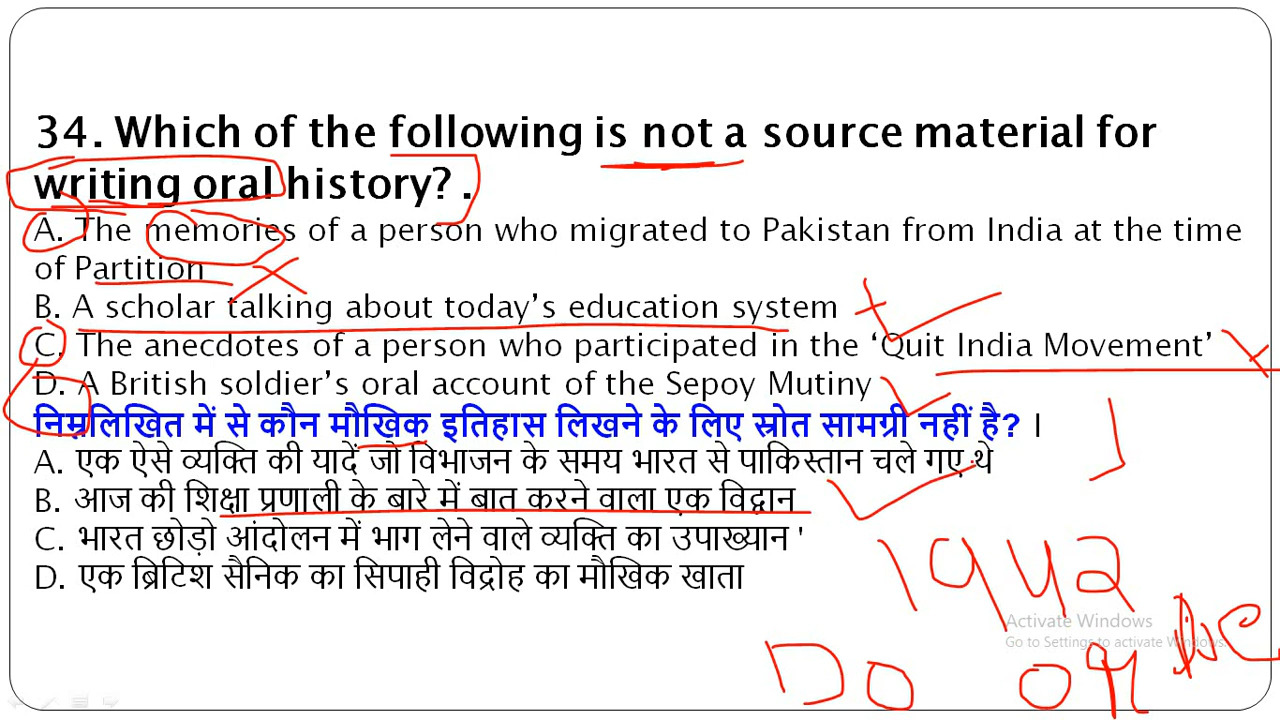 34. Which of the following is not a source material for
writing oral history? .
A. The memories of a person who migrated to Pakistan from India at the time
of Partition
B. A scholar talking about today’s education system
C. The anecdotes of a person who participated in the ‘Quit India Movement’
D. A British soldier’s oral account of the Sepoy Mutiny
निम्नलिखित में से कौन मौखिक इतिहास लिखने के लिए स्रोत सामग्री नहीं है? ।
A. एक ऐसे व्यक्ति की यादें जो विभाजन के समय भारत से पाकिस्तान चले गए थे
B. आज की शिक्षा प्रणाली के बारे में बात करने वाला एक विद्वान
C. भारत छोड़ो आंदोलन में भाग लेने वाले व्यक्ति का उपाख्यान '
D. एक ब्रिटिश सैनिक का सिपाही विद्रोह का मौखिक खाता
1942
Activate Windows
Go to Settings to activate Windows.
Do or